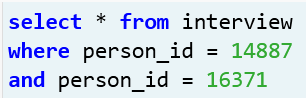 select * from interview
where person_id = 14887
and person_id = 16371